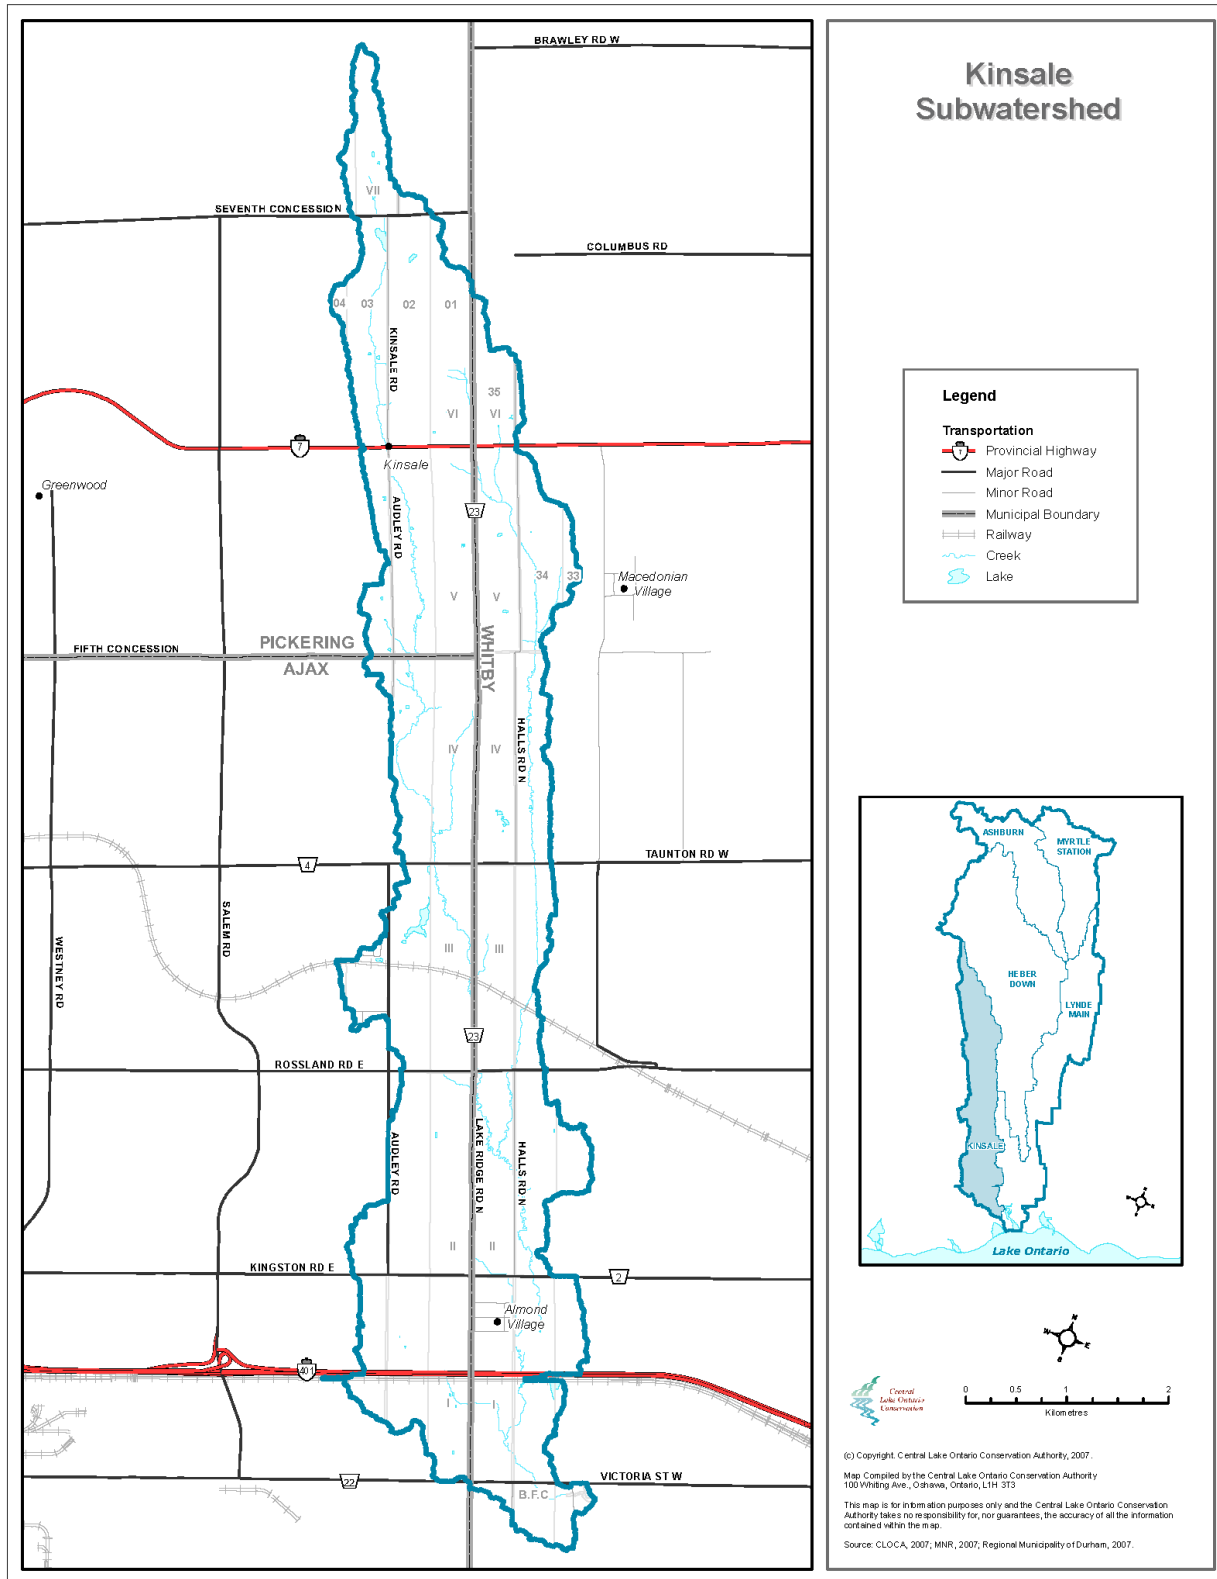 Kinsale
Subwatershed
BRAWLEY RD W
VII
SEVENTH CONCESSION
COLUMBUS RD
04
03
02
01
KINSALE RD
35
VI
VI
7
Kinsale
Greenwood
AUDLEY RD
23
34
33
Macedonian
Village
V
V
FIFTH CONCESSION
PICKERING
AJAX
WHITBY
HALLS RD N
IV
IV
TAUNTON RD W
4
SALEM RD
WESTNEY RD
III
III
23
ROSSLAND RD E
AUDLEY RD
LAKE RIDGE RD N
HALLS RD N
II
II
KINGSTON RD E
2
Almond
Village
401
I
I
VICTORIA ST W
22
B.F.C
Legend
Transportation
7
Provincial Highway
Major Road
Minor Road
Municipal Boundary
Railway
Creek
Lake
ASHBURN
MYRTLE
STATION
HEBER
DOWN
LYNDE
MAIN
KINSALE
Lake Ontario
N
E
S
W
Central
Lake Ontario
Conservation
0 0.5 1 2
Kilometres
(c) Copyright. Central Lake Ontario Conservation Authority, 2007.
Map Compiled by the Central Lake Ontario Conservation Authority
100 Whiting Ave., Oshawa, Ontario, L1H 3T3
This map is for information purposes only and the Central Lake Ontario Conservation
Authority takes no responsibility for, nor guarantees, the accuracy of all the information
contained within the map.
Source: CLOCA, 2007; MNR, 2007; Regional Municipality of Durham, 2007.